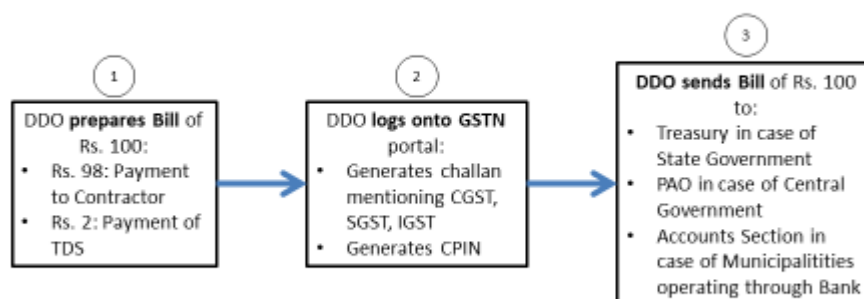 1
DDO prepares Bill of
Rs. 100:
• Rs. 98: Payment
to Contractor
• Rs. 2: Payment of
TDS
2
DDO logs onto GSTN
portal:
• Generates challan
mentioning CGST,
SGST, IGST
• Generates CPIN
3
DDO sends Bill of Rs. 100
to:
• Treasury in case of
State Government
• PAO in case of Central
Government
• Accounts Section in
case of Municipalitities
operating through Bank